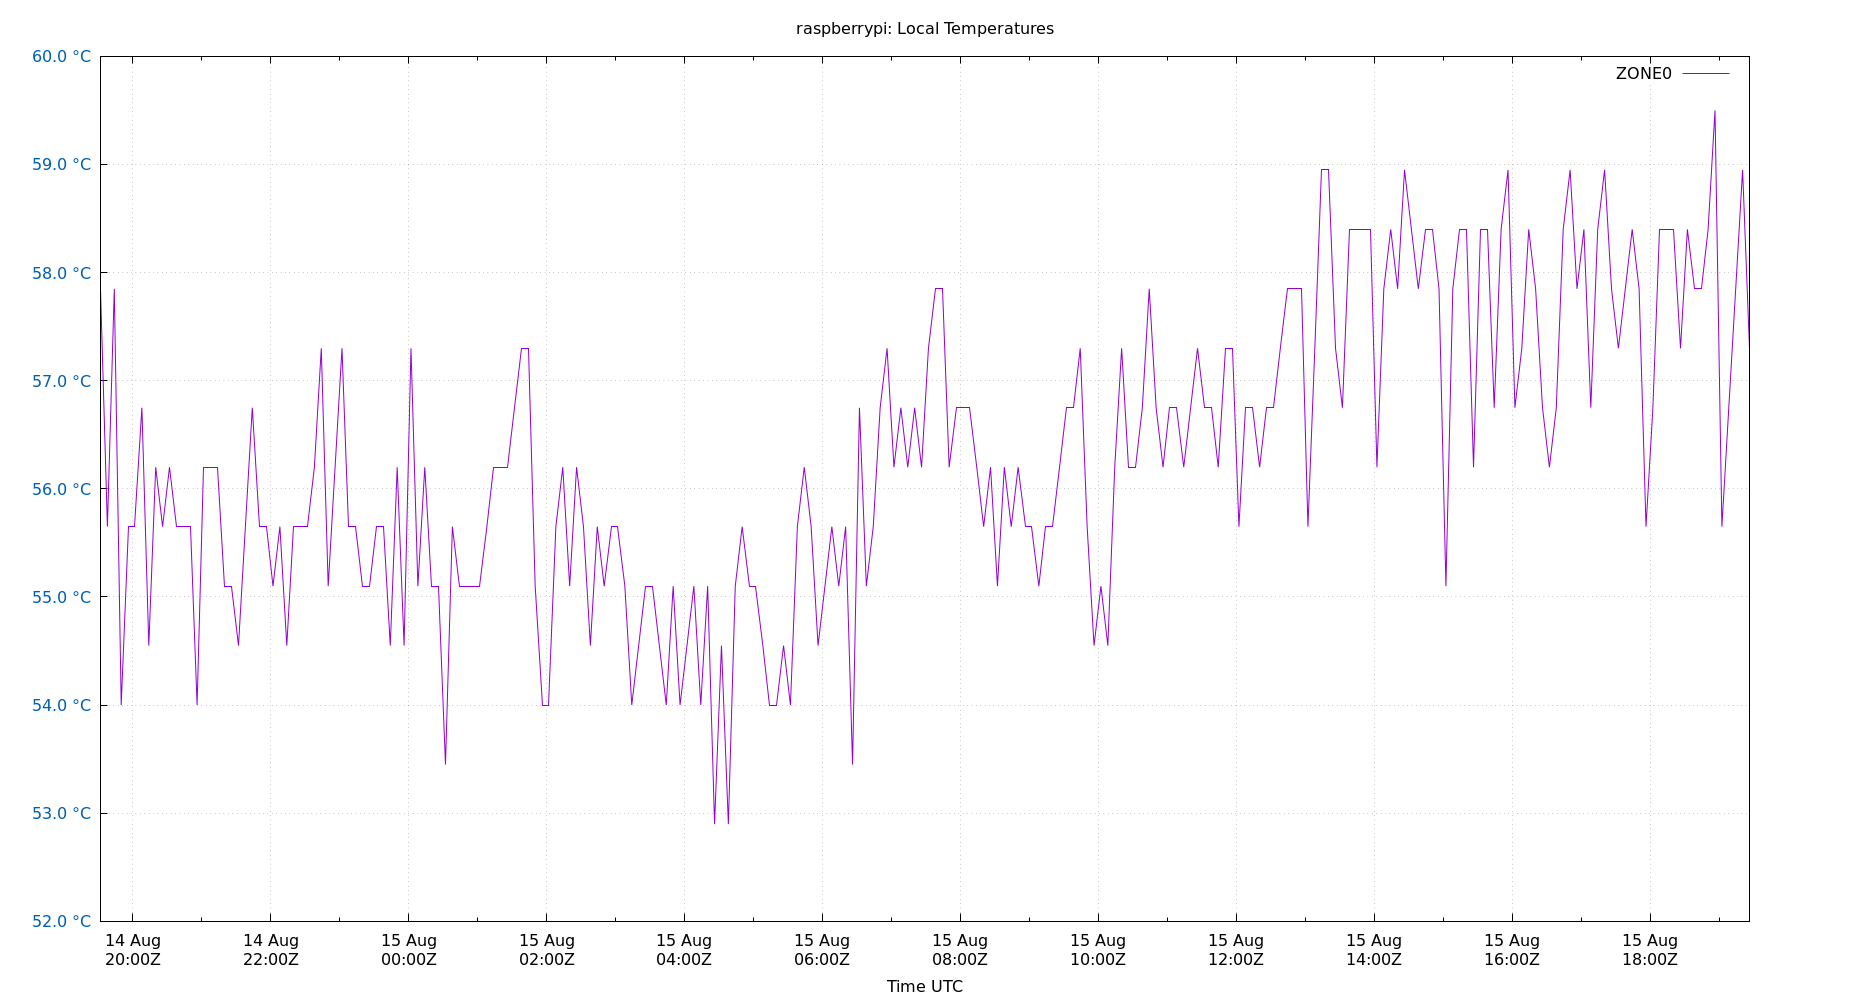 raspberrypi: Local Temperatures
60.0 °C
59.0 °C
58.0 °C
57.0 °C
56.0 °C
55.0 °C
54.0 °C
53.0 °C
52.0 °C
ZONE0
14 Aug 14 Aug 15 Aug 15 Aug 15 Aug 15 Aug 15 Aug 15 Aug 15 Aug 15 Aug 15 Aug 15 Aug
20:00Z 22:00Z 00:00Z 02:00Z 04:00Z 06:00Z 08:00Z 10:00Z 12:00Z 14:00Z 16:00Z 18:00Z
Time UTC